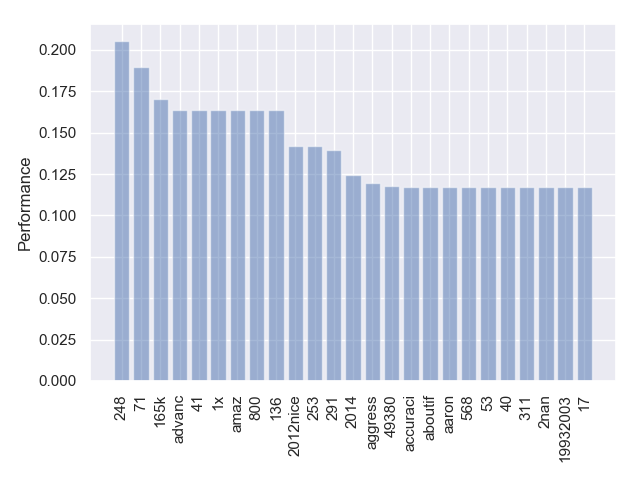 0.200
0.175
0.150
0.125
0.100
0.075
0.050
0.025
0.000
Performance
248
71
165k
advanc
41
1x
amaz
800
136
2012nice
253
291
2014
aggress
49380
accuraci
aboutif
aaron
568
53
40
311
2nan
19932003
17